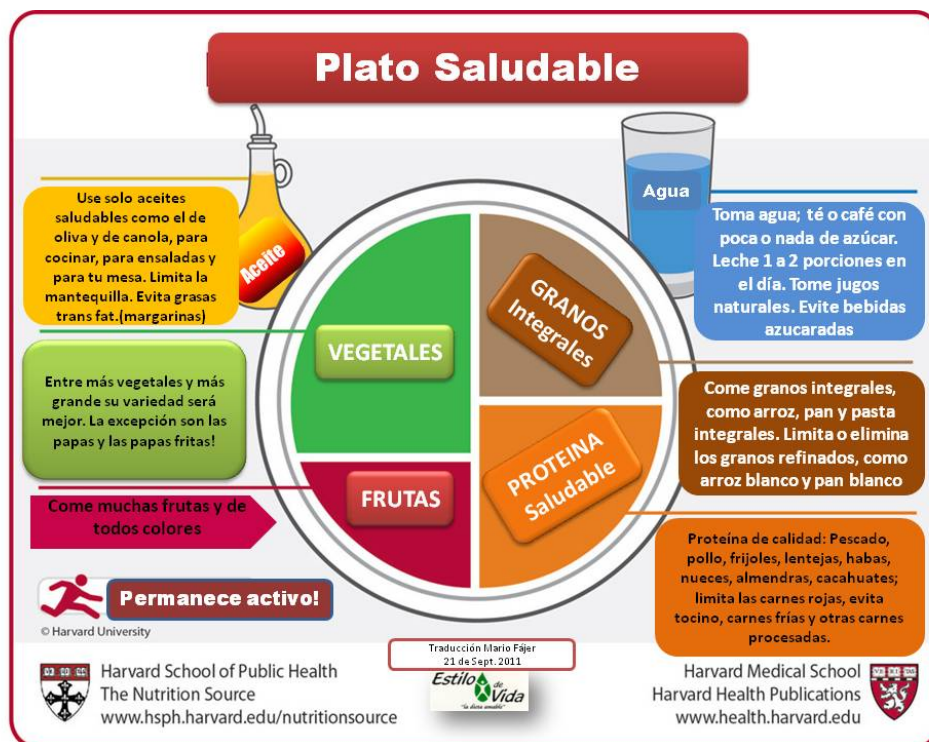 Plato Saludable
Aceite
Agua
Use solo aceites
saludables como el de
oliva y de canola, para
cocinar, para ensaladas y
para tu mesa. Limita la
mantequilla. Evita grasas
trans fat.(margarinas)
Toma agua; té o café con
poca o nada de azúcar.
Leche 1 a 2 porciones en
el día. Tome jugos
naturales. Evite bebidas
azucaradas
VEGETALES
GRANOS
Integrales
Entre más vegetales y más
grande su variedad será
mejor. La excepción son las
papas y las papas fritas!
Come granos integrales,
como arroz, pan y pasta
integrales. Limita o elimina
los granos refinados, como
arroz blanco y pan blanco
FRUTAS
PROTEINA
Saludable
Come muchas frutas y de
todos colores
Proteína de calidad: Pescado,
pollo, frijoles, lentejas, habas,
nueces, almendras, cacahuates;
limita las carnes rojas, evita
tocino, carnes frías y otras carnes
procesadas.
Permanece activo!
© Harvard University
Traducción Mario Fájer
21 de Sept. 2011
Harvard School of Public Health
The Nutrition Source
www.hsph.harvard.edu/nutritionsource
Estilo de
Vida
"la dieta amable"
Harvard Medical School
Harvard Health Publications
www.health.harvard.edu